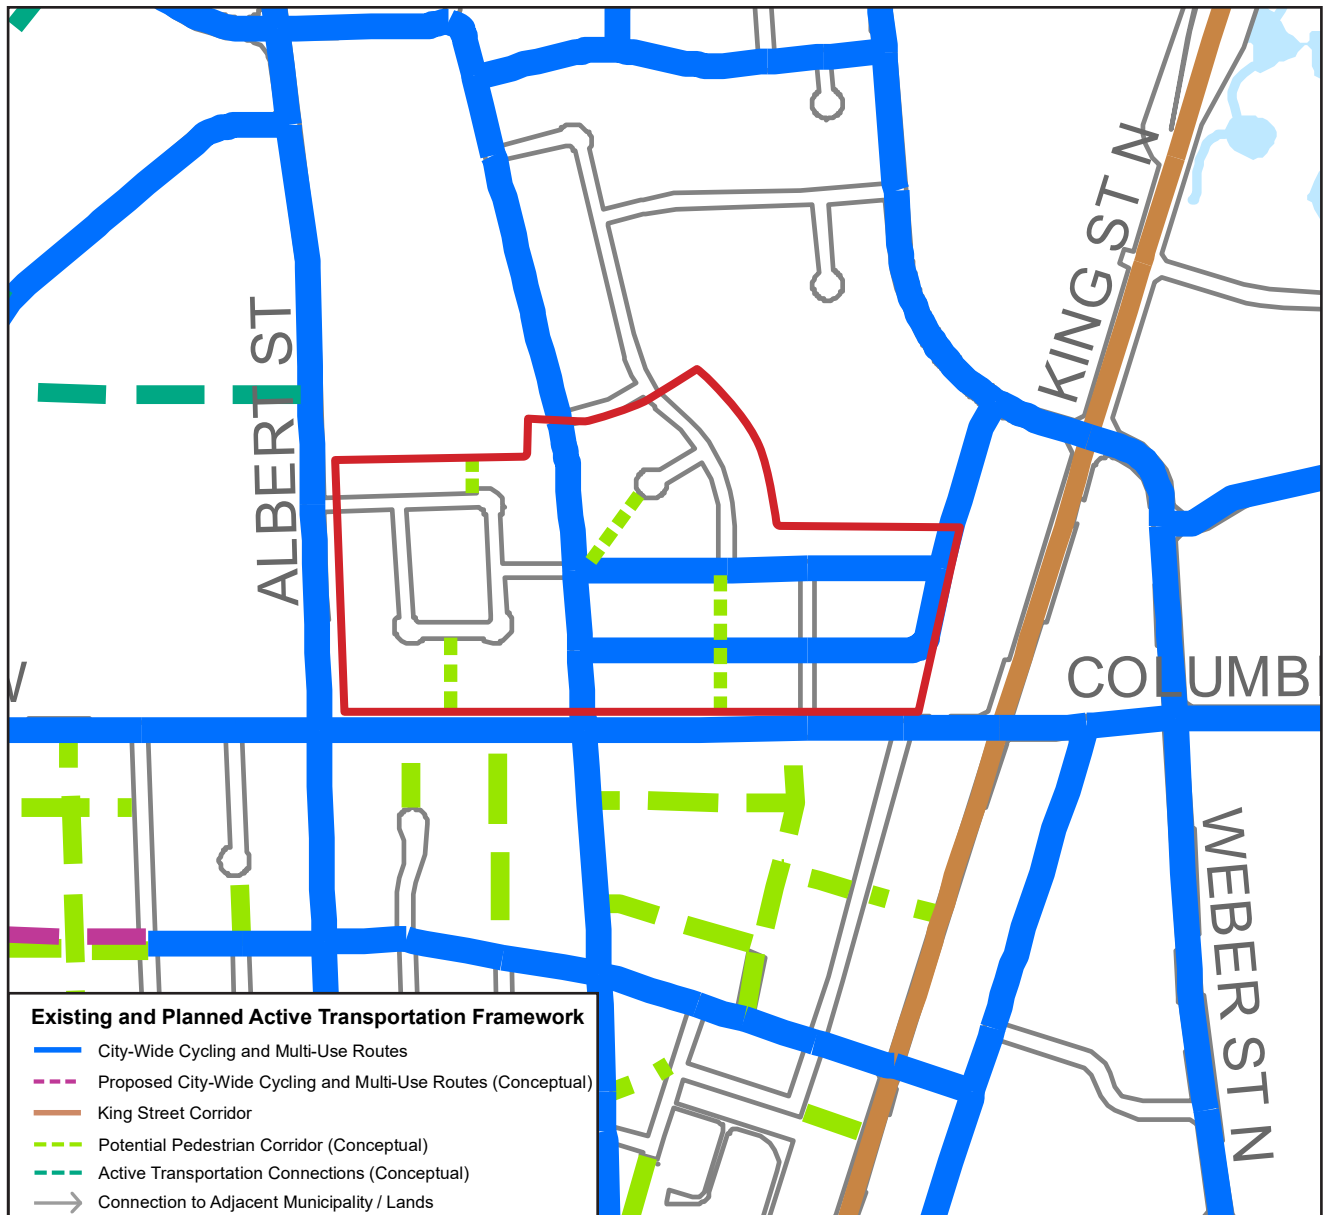 KING ST N
ALBERT ST
COLUMB
WEBER ST N
Existing and Planned Active Transportation Framework
City-Wide Cycling and Multi-Use Routes
Proposed City-Wide Cycling and Multi-Use Routes (Conceptual)
King Street Corridor
Potential Pedestrian Corridor (Conceptual)
Active Transportation Connections (Conceptual)
Connection to Adjacent Municipality / Lands